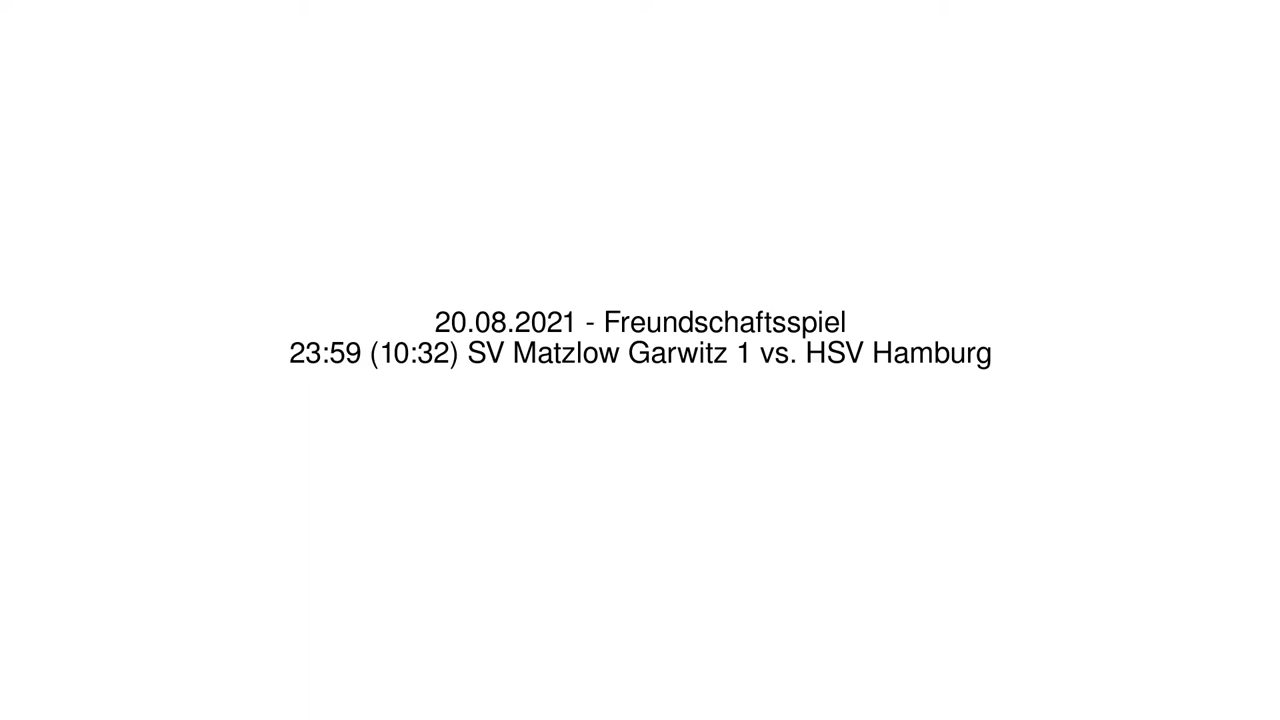 20.08.2021 - Freundschaftsspiel
23:59 (10:32) SV Matzlow Garwitz 1 vs. HSV Hamburg